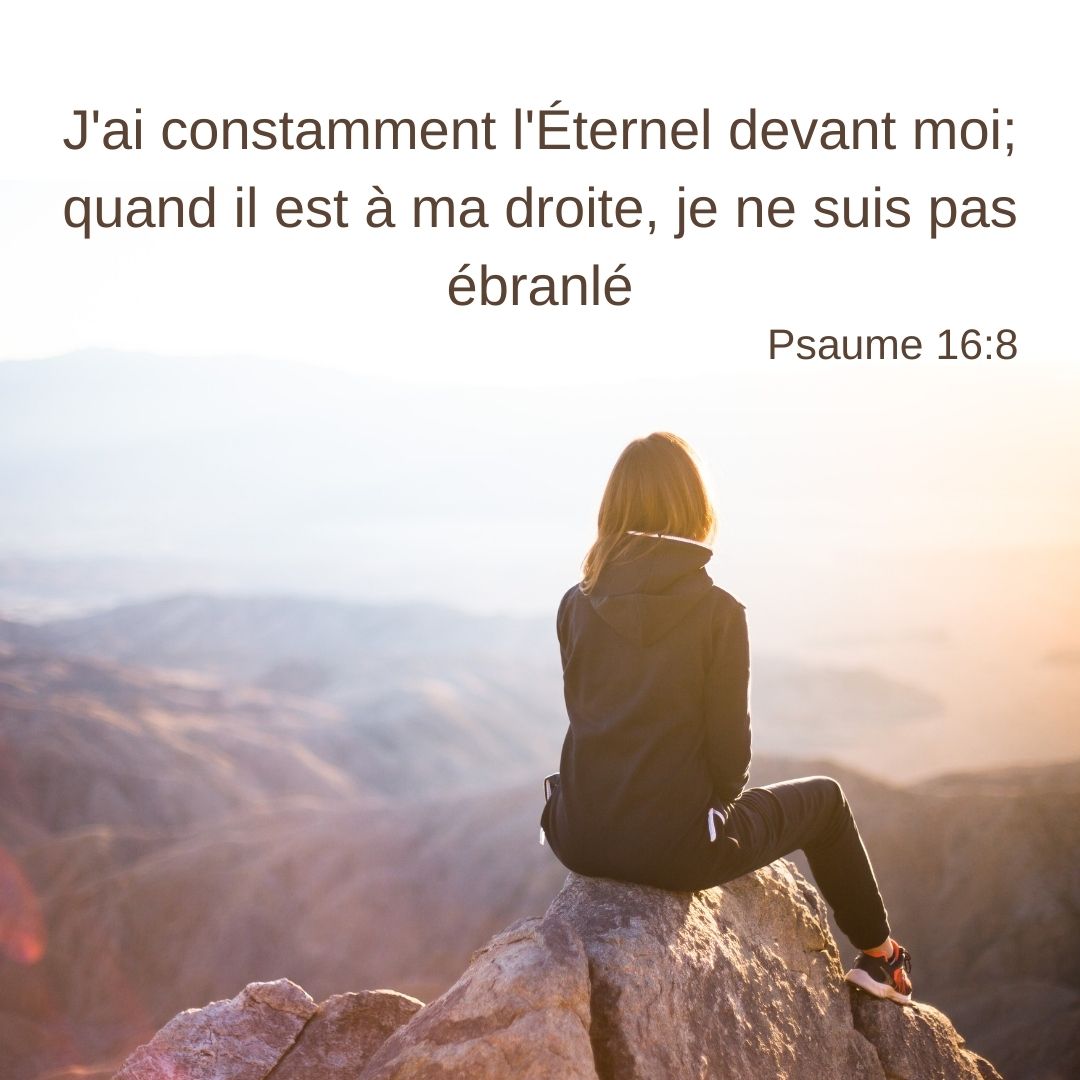 J'ai constamment l'Éternel devant moi;
quand il est à ma droite, je ne suis pas
ébranlé
Psaume 16:8